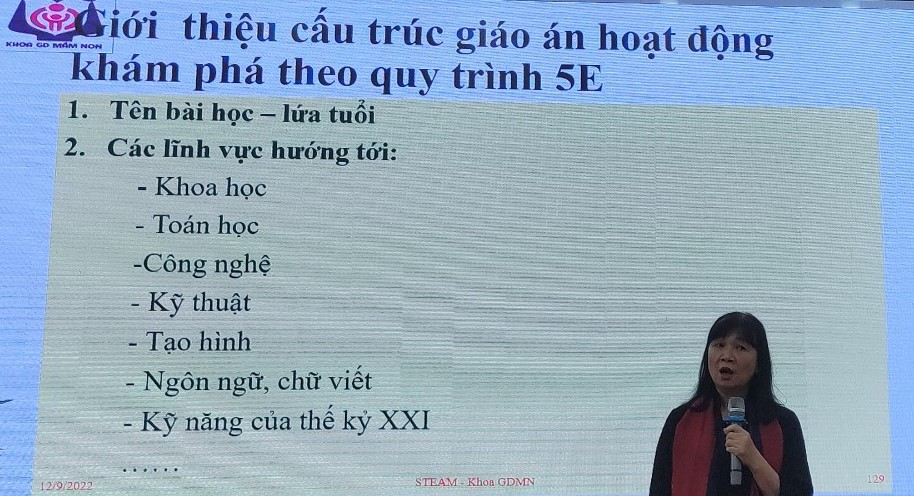 KHOA GD MẦM NON
Giới thiệu cấu trúc giáo án hoạt động
khám phá theo quy trình 5E
1. Tên bài học – lứa tuổi
2. Các lĩnh vực hướng tới:
- Khoa học
- Toán học
-Công nghệ
- Kỹ thuật
- Tạo hình
- Ngôn ngữ, chữ viết
- Kỹ năng của thế kỷ XXI
......
12/9/2022 STEAM - Khoa GDMN 129